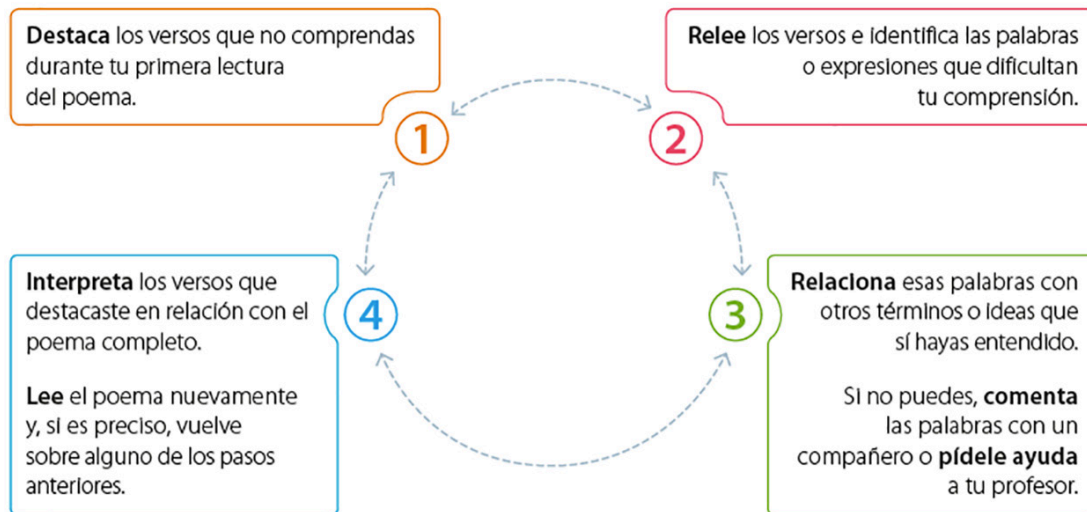 Destaca los versos que no comprendas
durante tu primera lectura
del poema.
1
Relee los versos e identifica las palabras
o expresiones que dificultan
tu comprensión.
2
Relaciona esas palabras con
otros términos o ideas que
sí hayas entendido.
Si no puedes, comenta
las palabras con un
compañero o pídele ayuda
a tu profesor.
3
Interpreta los versos que
destacaste en relación con el
poema completo.
Lee el poema nuevamente
y, si es preciso, vuelve
sobre alguno de los pasos
anteriores.
4